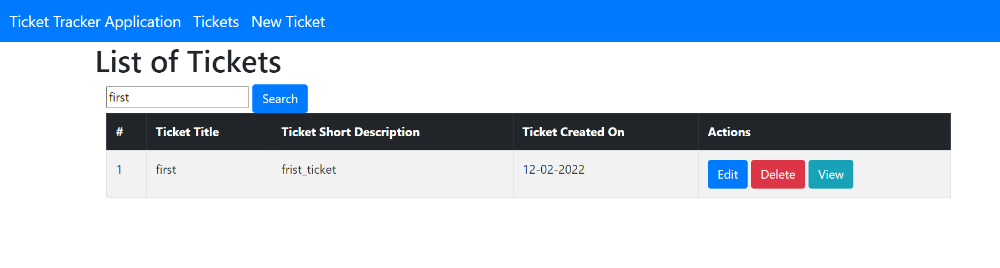 Ticket Tracker Application Tickets New Ticket
List of Tickets
first Search
# Ticket Title Ticket Short Description Ticket Created On Actions
1 first frist_ticket 12-02-2022 Edit Delete View